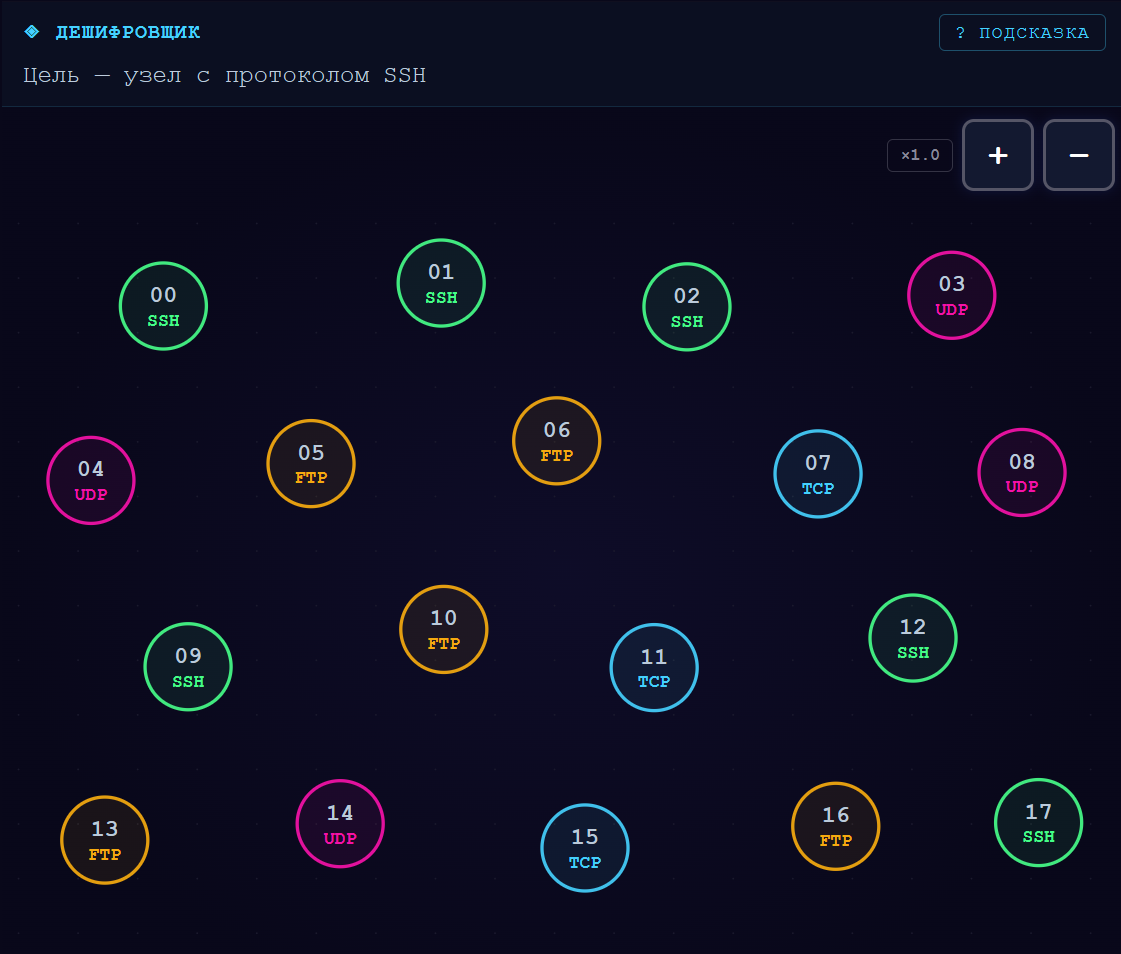 ◈ ДЕШИФРОВЩИК
? ПОДСКАЗКА
Цель — узел с протоколом SSH
×1.0
+
−
00
SSH
01
SSH
02
SSH
03
UDP
04
UDP
05
FTP
06
FTP
07
TCP
08
UDP
09
SSH
10
FTP
11
TCP
12
SSH
13
FTP
14
UDP
15
TCP
16
FTP
17
SSH